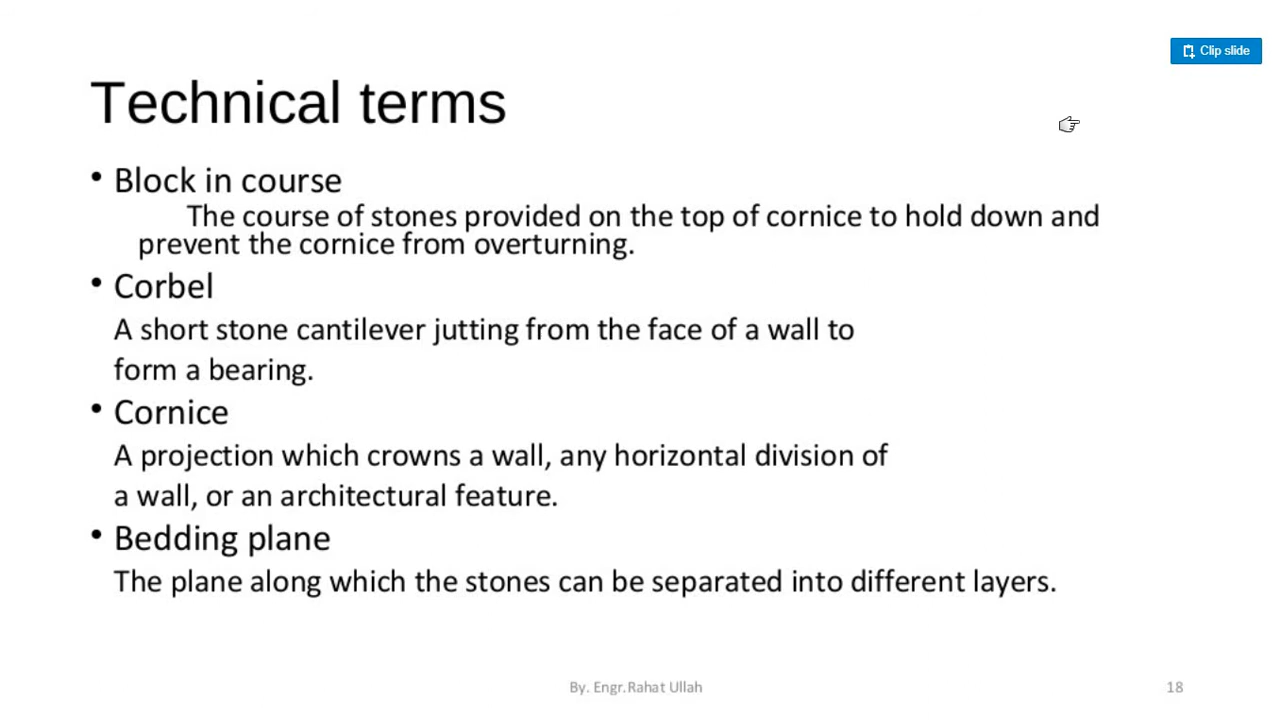 Clip slide
Technical terms
• Block in course
The course of stones provided on the top of cornice to hold down and
prevent the cornice from overturning.
• Corbel
A short stone cantilever jutting from the face of a wall to
form a bearing.
• Cornice
A projection which crowns a wall, any horizontal division of
a wall, or an architectural feature.
• Bedding plane
The plane along which the stones can be separated into different layers.
By. Engr.Rahat Ullah
18